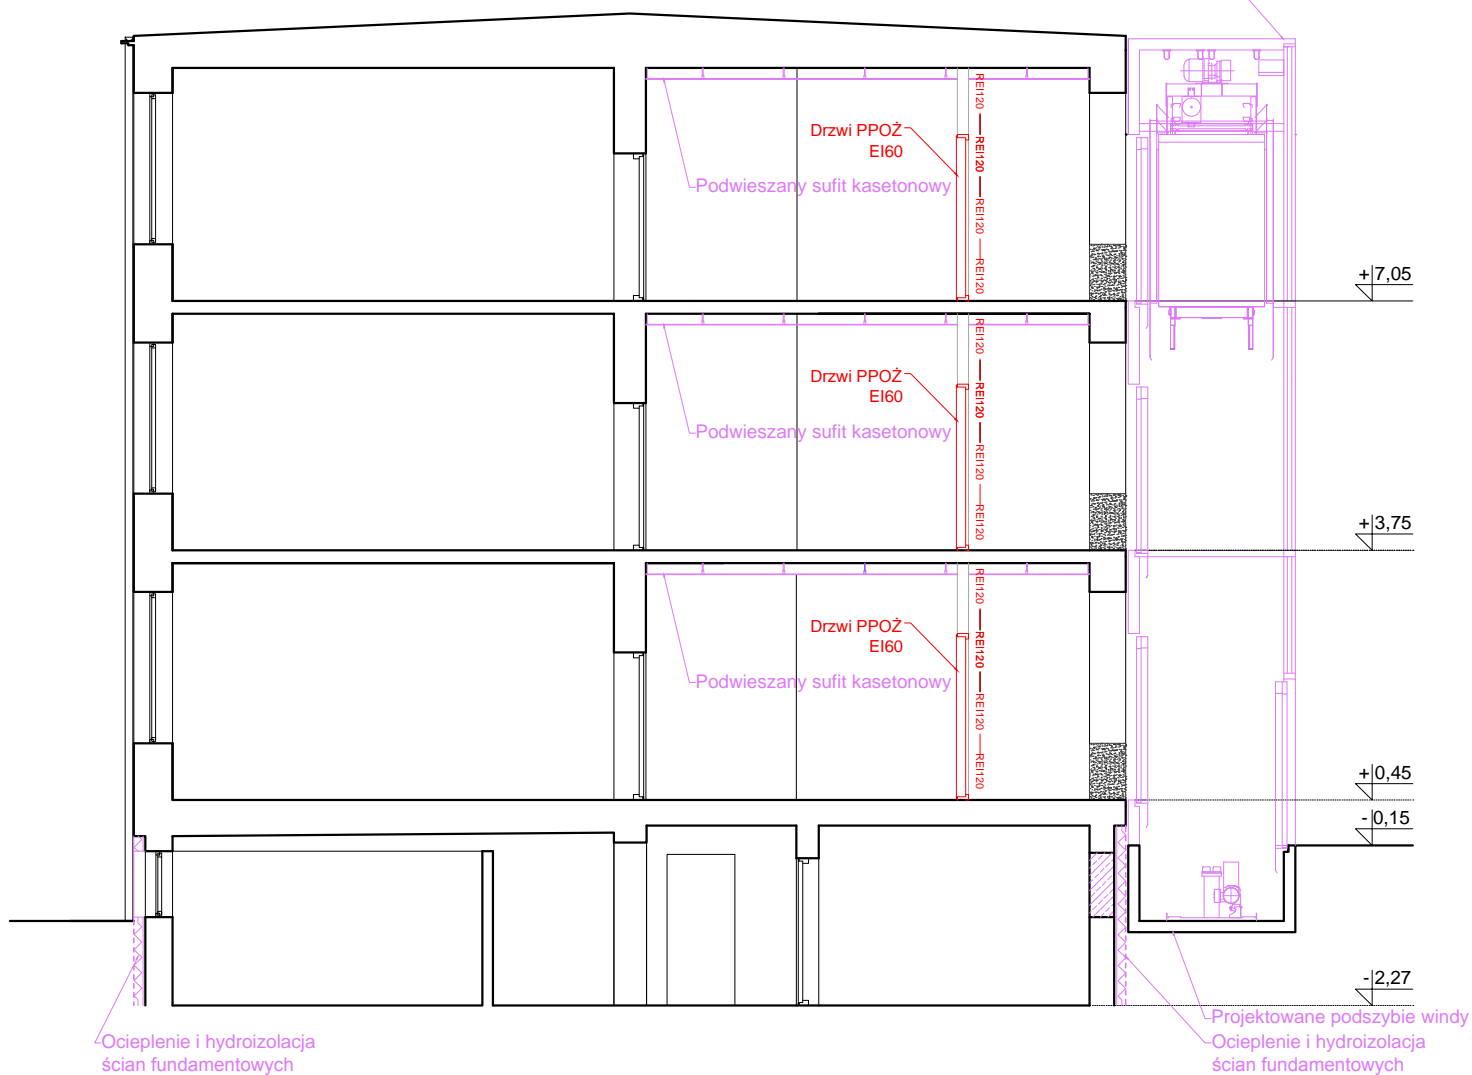 REI120
REI120
REI120
REI120
Drzwi PPOŻ
EI60
Podwieszany sufit kasetonowy
+7,05
REI120
REI120
REI120
REI120
Drzwi PPOŻ
EI60
Podwieszany sufit kasetonowy
+3,75
REI120
REI120
REI120
REI120
Drzwi PPOŻ
EI60
Podwieszany sufit kasetonowy
+0,45
-0,15
-2,27
Projektowane podszybie windy
Ocieplenie i hydroizolacja
ścian fundamentowych
Ocieplenie i hydroizolacja
ścian fundamentowych